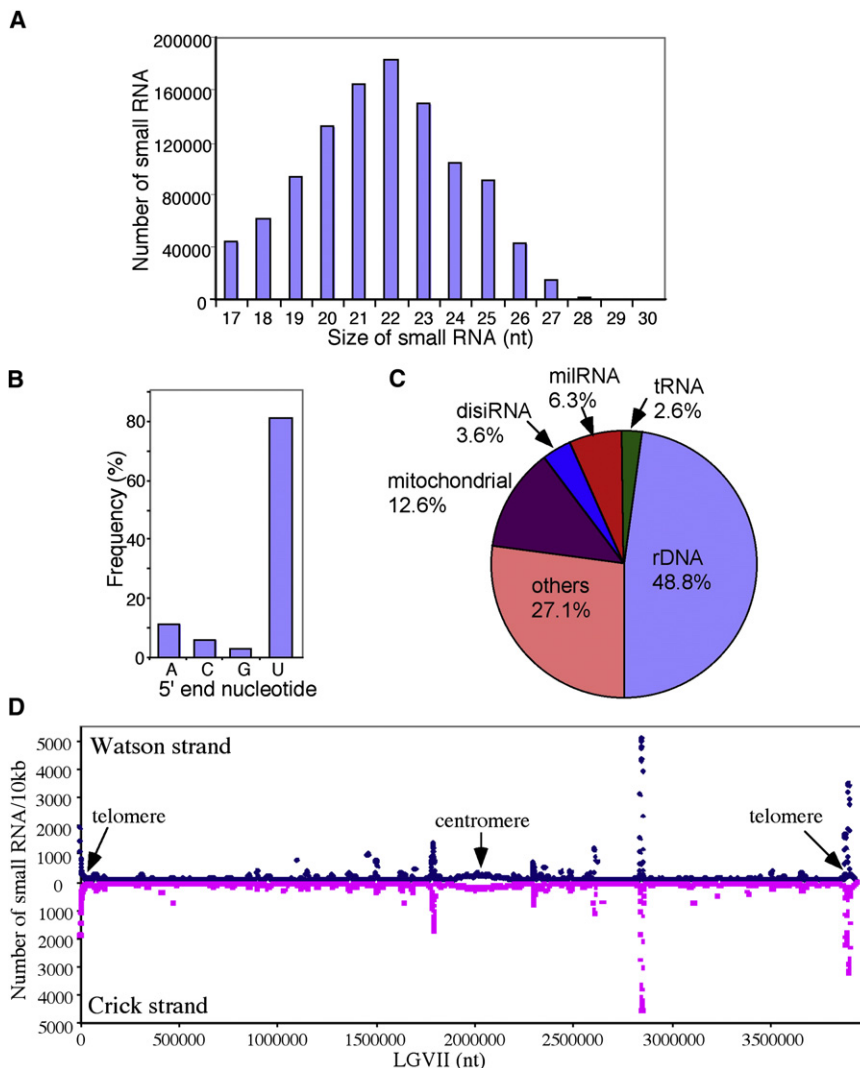 A
200000
160000
120000
80000
40000
0
Number of small RNA
17 18 19 20 21 22 23 24 25 26 27 28 29 30
Size of small RNA (nt)
B
80
60
40
20
0
Frequency (%)
A C G U
5' end nucleotide
C
milRNA
6.3%
tRNA
2.6%
disiRNA
3.6%
mitochondrial
12.6%
rDNA
48.8%
others
27.1%
D
5000
4000
3000
2000
1000
0
1000
2000
3000
4000
5000
Number of small RNA/10kb
Watson strand
telomere
centromere
telomere
Crick strand
0 500000 1000000 1500000 2000000 2500000 3000000 3500000
LGVII (nt)